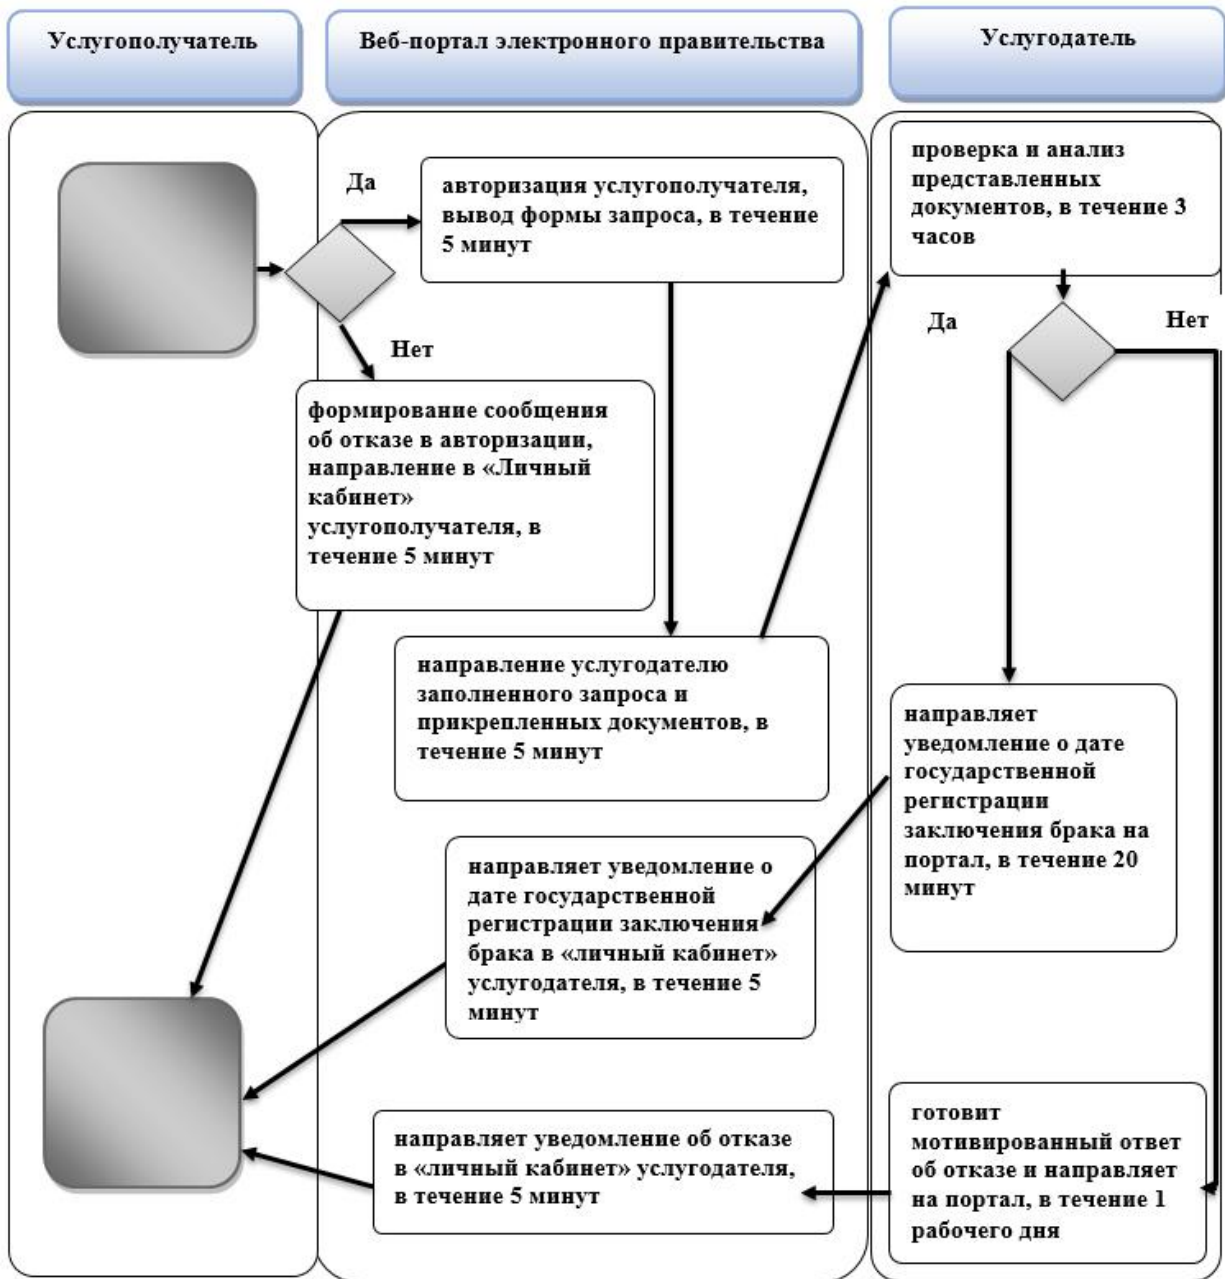 Услугополучатель
Веб-портал электронного правительства
Услугодатель
Да
авторизация услугополучателя,
вывод формы запроса, в течение
5 минут
проверка и анализ
представленных
документов, в течение 3
часов
Да
Нет
Нет
формирование сообщения
об отказе в авторизации,
направление в «Личный
кабинет»
услугополучателя, в
течение 5 минут
направление услугодателю
заполненного запроса и
прикрепленных документов, в
течение 5 минут
направляет
уведомление о дате
государственной
регистрации
заключения брака на
портал, в течение 20
минут
направляет уведомление о
дате государственной
регистрации заключения
брака в «личный кабинет»
услугодателя, в течение 5
минут
направляет уведомление об отказе
в «личный кабинет» услугодателя,
в течение 5 минут
готовит
мотивированный ответ
об отказе и направляет
на портал, в течение 1
рабочего дня